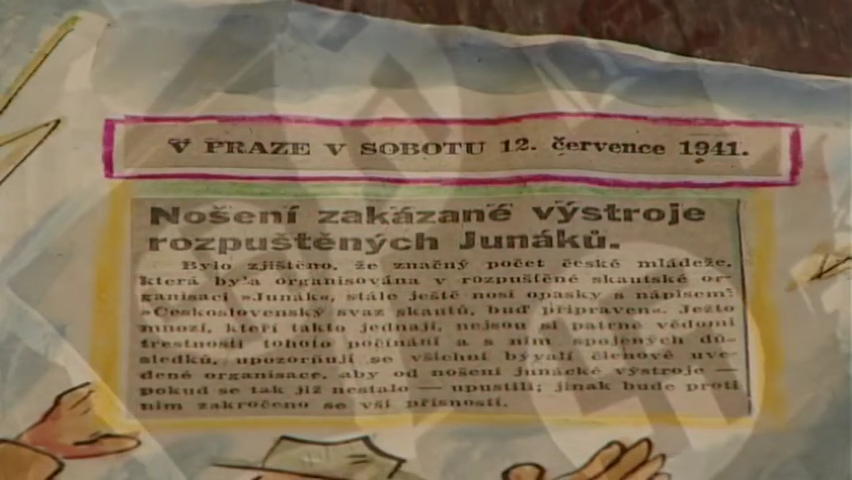 V PRAZE V SOBOTU 12. července 1941.
Nošení zakázané výstroje
rozpuštěných Junáků.
Bylo zjištěno, že značný počet české mládeže,
která byla organisována v rozpuštěné skautské or-
ganisaci »Junák«, stále ještě nosí opasky s nápisem:
»Československý svaz skautů, buď připraven«. Ježto
mnozí, kteří takto jednají, nejsou si patrně vědomi
trestnosti tohoto počínání a s ním spojených dů-
sledků, upozorňují se všichni bývalí členové uve-
dené organisace, aby od nošení junácké výstroje —
pokud se tak již nestalo — upustili; jinak bude proti
nim zakročeno se vší přísností.